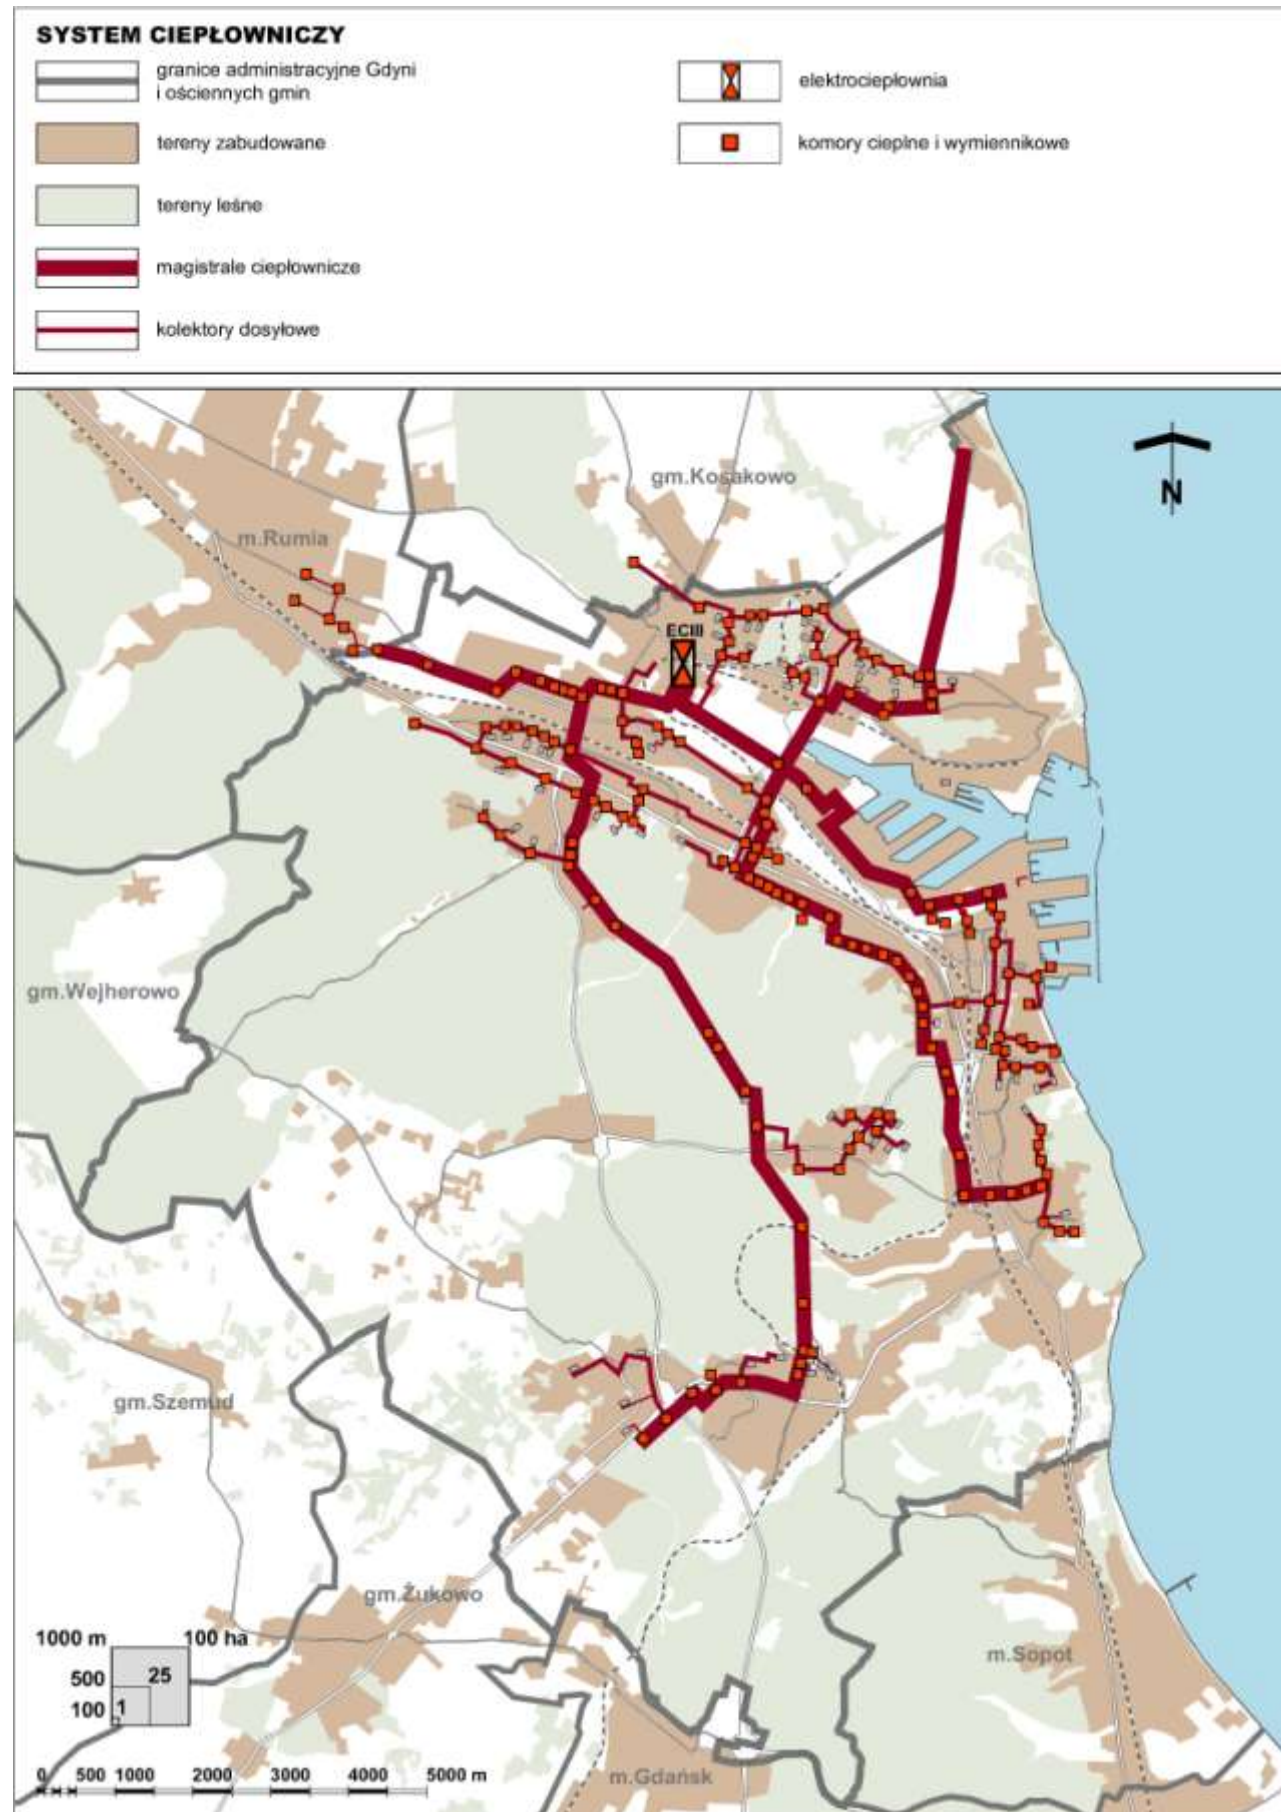 SYSTEM CIEPŁOWNICZY
granice administracyjne Gdyni
i ościennych gmin
tereny zabudowane
tereny leśne
magistrale ciepłownicze
kolektory dosyłowe
elektrociepłownia
komory cieplne i wymiennikowe
gm.Kosakowo
N
m.Rumia
ECIII
gm.Wejherowo
gm.Szemud
gm.Żukowo
1000 m 100 ha
500 25
100 1
m.Sopot
m.Gdańsk
0 500 1000 2000 3000 4000 5000 m